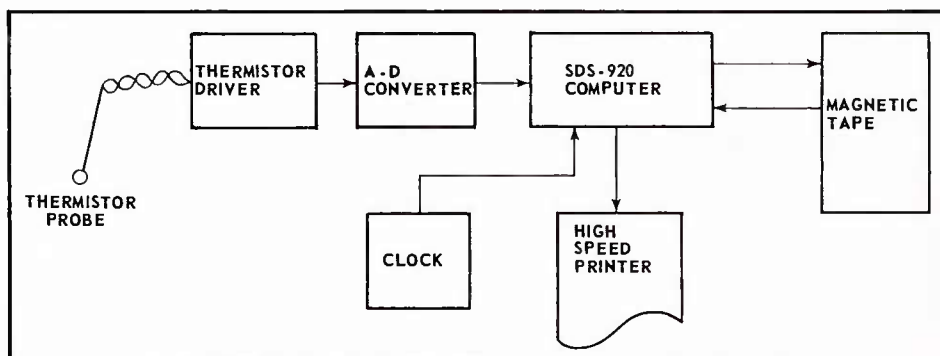 THERMISTOR
DRIVER
A-D
CONVERTER
SDS-920
COMPUTER
MAGNETIC
TAPE
THERMISTOR
PROBE
CLOCK
HIGH
SPEED
PRINTER